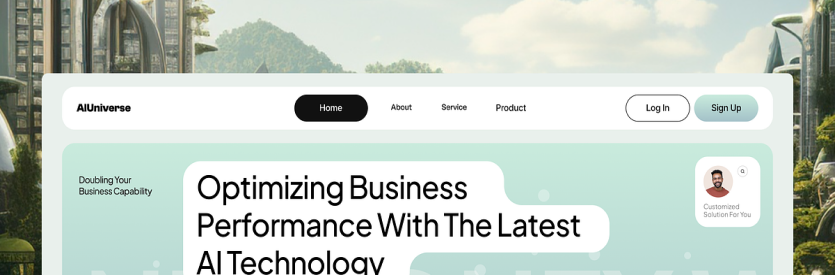 AIUniverse
Home
About
Service
Product
Log In
Sign Up
Doubling Your
Business Capability
Optimizing Business
Performance With The Latest
AI Technology
Customized
Solution For You